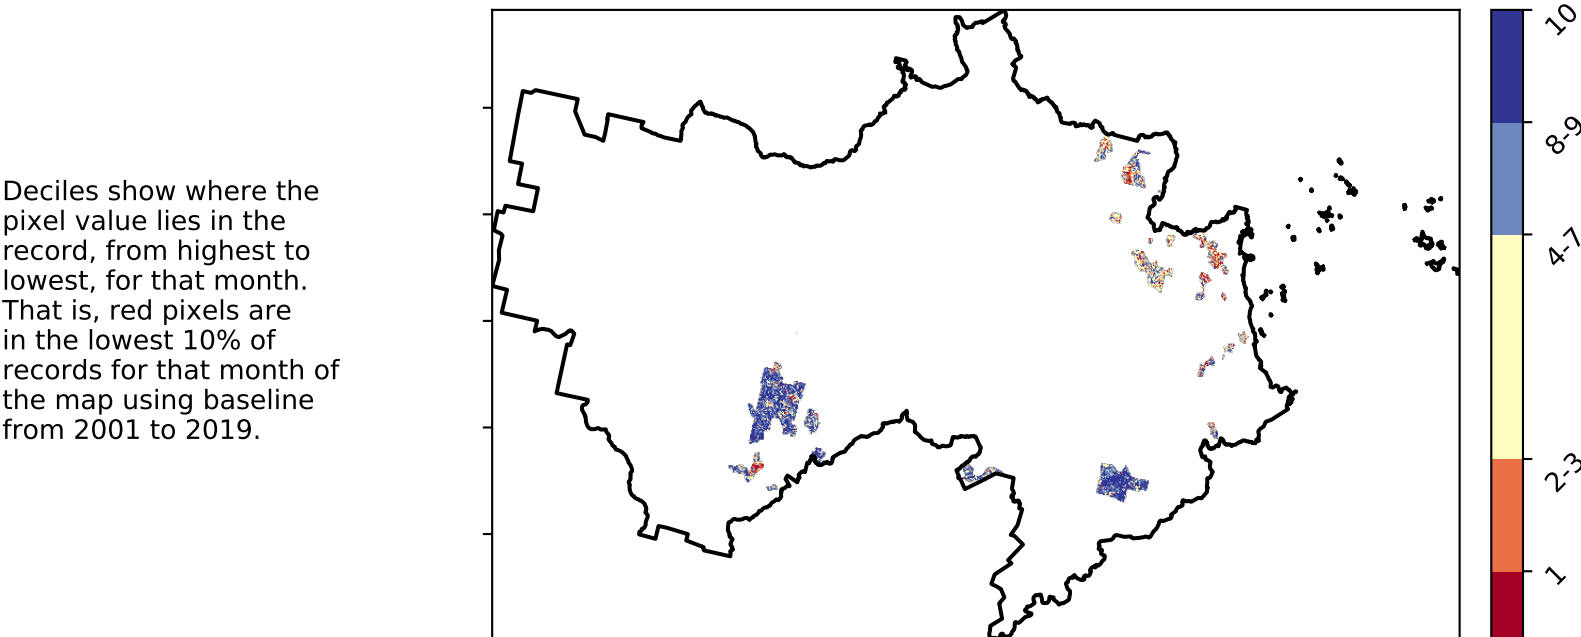 Deciles show where the
pixel value lies in the
record, from highest to
lowest, for that month.
That is, red pixels are
in the lowest 10% of
records for that month of
the map using baseline
from 2001 to 2019.
10
8-9
4-7
2-3
1